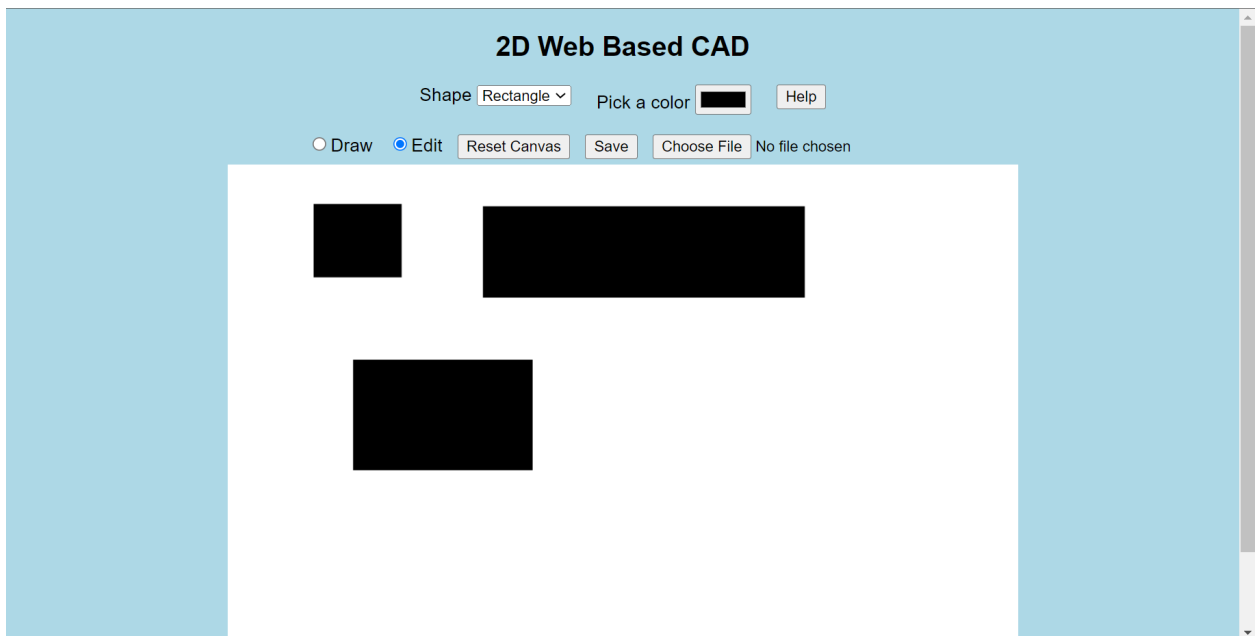 2D Web Based CAD
Shape Rectangle Pick a color Help
Draw Edit Reset Canvas Save Choose File No file chosen